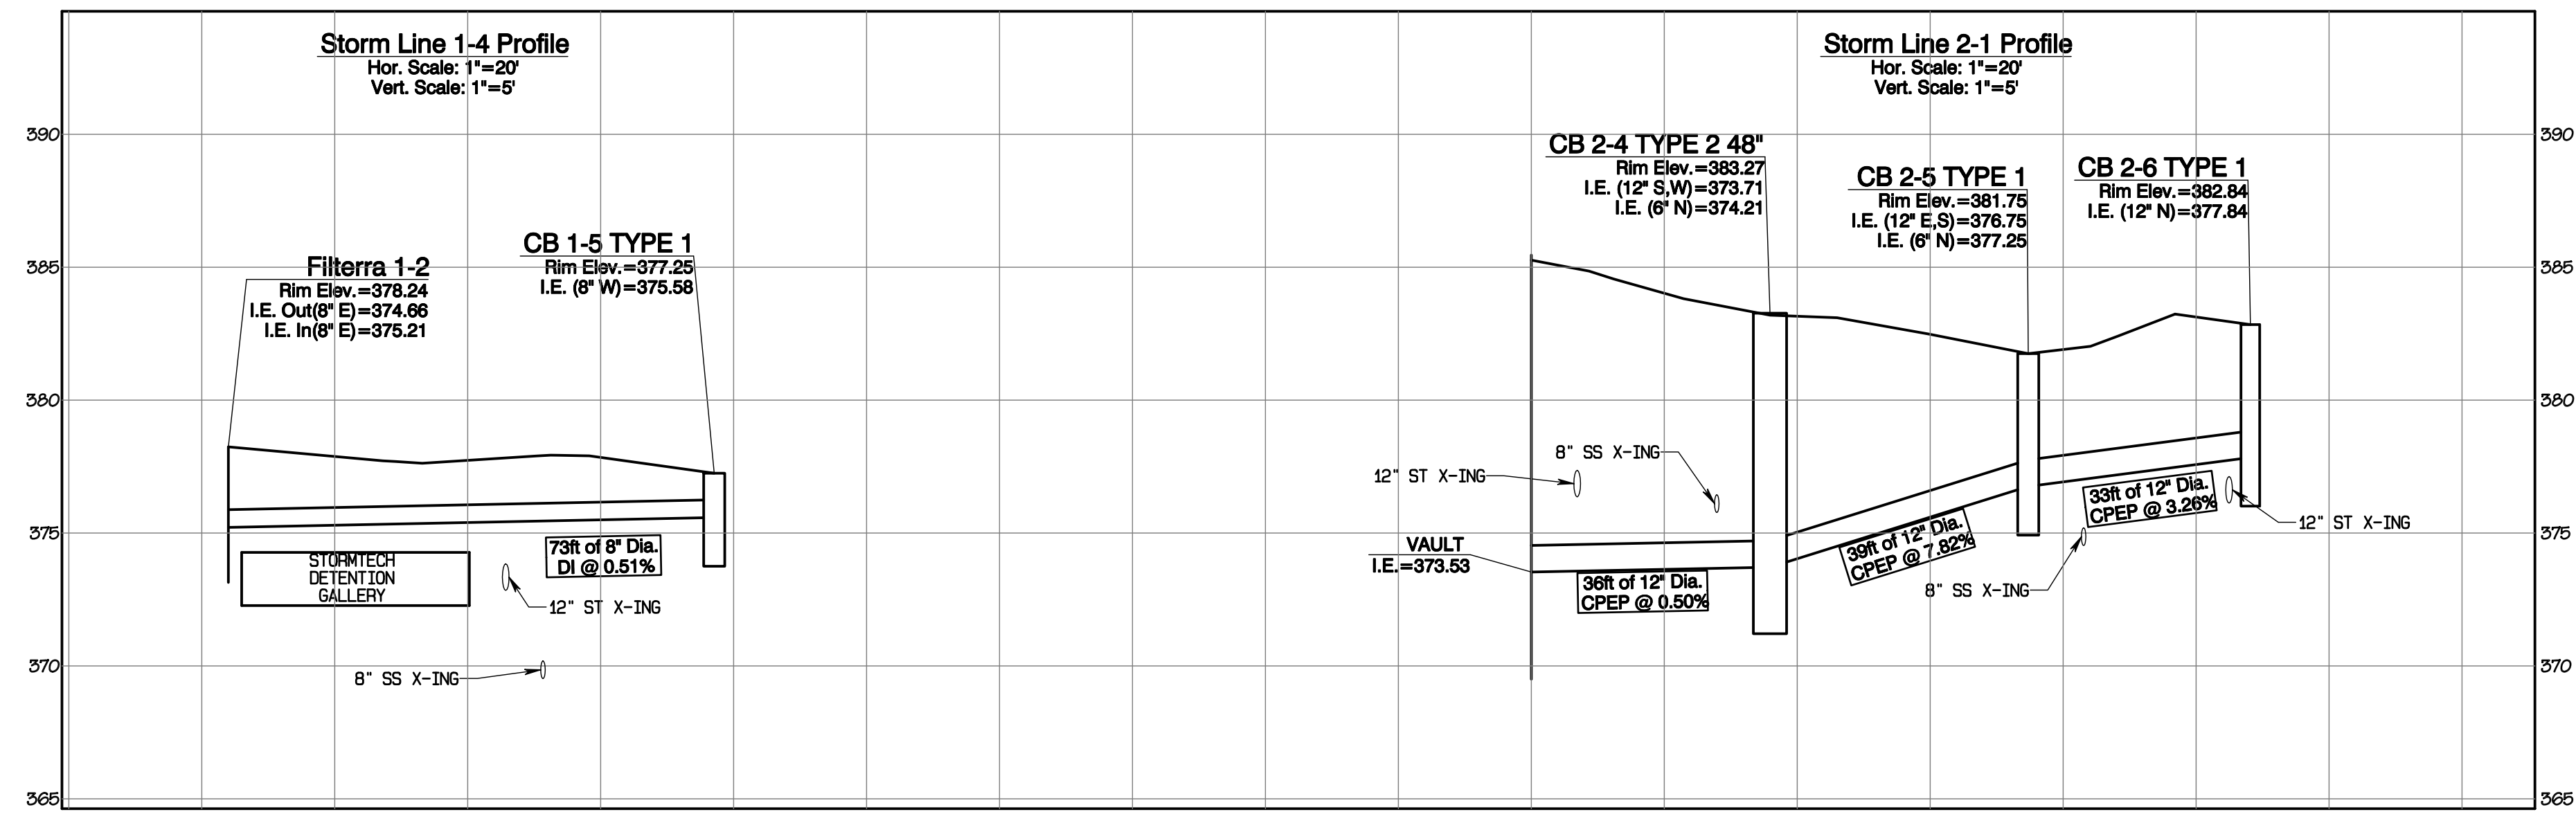 Storm Line 1-4 Profile
Hor. Scale: 1"=20'
Vert. Scale: 1"=5'
Storm Line 2-1 Profile
Hor. Scale: 1"=20'
Vert. Scale: 1"=5'
390
385
380
375
370
365
Filterra 1-2
Rim Elev.=378.24
I.E. Out(8" E)=374.66
I.E. In(8" E)=375.21
CB 1-5 TYPE 1
Rim Elev.=377.25
I.E. (8" W)=375.58
STORMTECH
DETENTION
GALLERY
73ft of 8" Dia.
DI @ 0.51%
12" ST X-ING
8" SS X-ING
CB 2-4 TYPE 2 48"
Rim Elev.=383.27
I.E. (12" S,W)=373.71
I.E. (6" N)=374.21
CB 2-5 TYPE 1
Rim Elev.=381.75
I.E. (12" E,S)=376.75
I.E. (6" N)=377.25
CB 2-6 TYPE 1
Rim Elev.=382.84
I.E. (12" N)=377.84
12" ST X-ING
8" SS X-ING
VAULT
I.E.=373.53
36ft of 12" Dia.
CPEP @ 0.50%
39ft of 12" Dia.
CPEP @ 7.82%
33ft of 12" Dia.
CPEP @ 3.26%
8" SS X-ING
12" ST X-ING
390
385
380
375
370
365